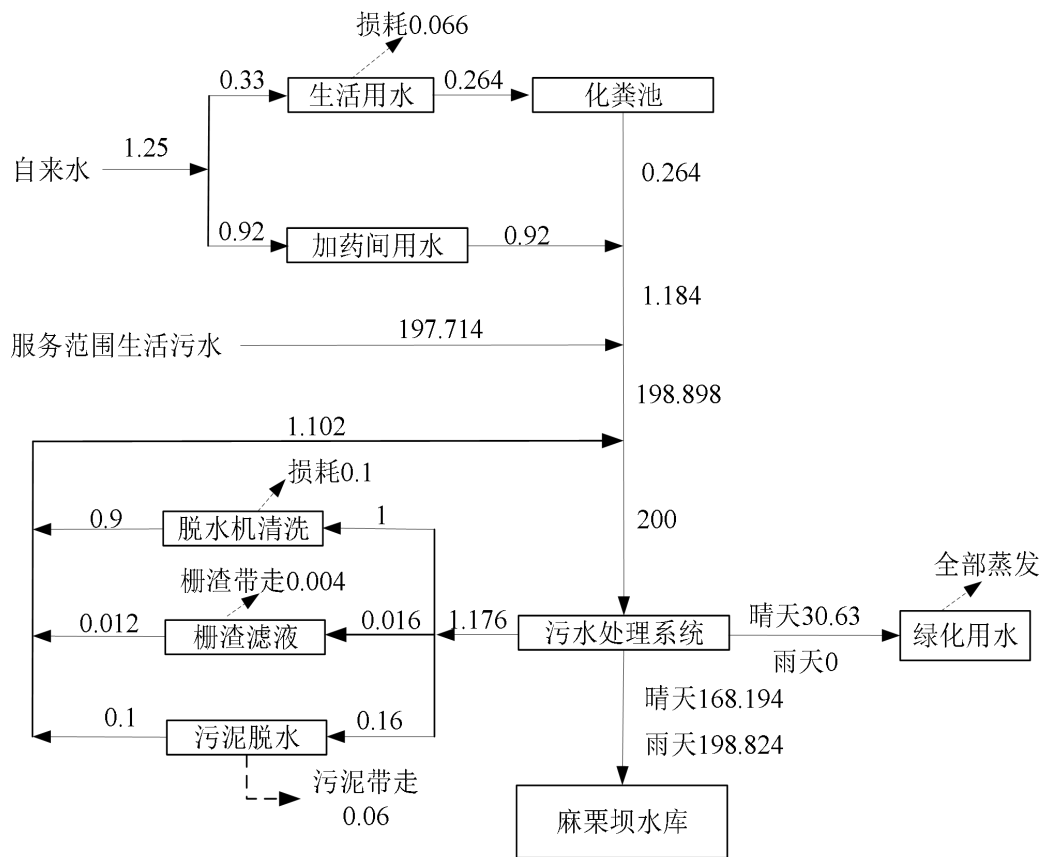 损耗0.066
0.33
生活用水
0.264
化粪池
1.25
自来水
0.264
0.92
加药间用水
0.92
1.184
服务范围生活污水
197.714
198.898
1.102
损耗0.1
0.9
脱水机清洗
1
200
栅渣带走0.004
全部蒸发
0.012
栅渣滤液
0.016
1.176
污水处理系统
晴天30.63
雨天0
绿化用水
晴天168.194
雨天198.824
0.1
污泥脱水
0.16
污泥带走
0.06
麻栗坝水库